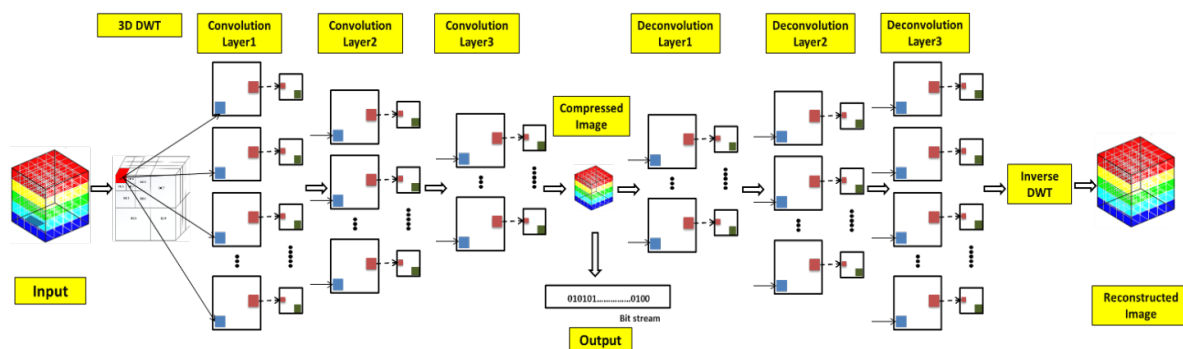 3D DWT
Convolution
Layer1
Convolution
Layer2
Convolution
Layer3
Deconvolution
Layer1
Deconvolution
Layer2
Deconvolution
Layer3
Compressed
Image
Inverse
DWT
Input
010101...............0100
Bit stream
Output
Reconstructed
Image